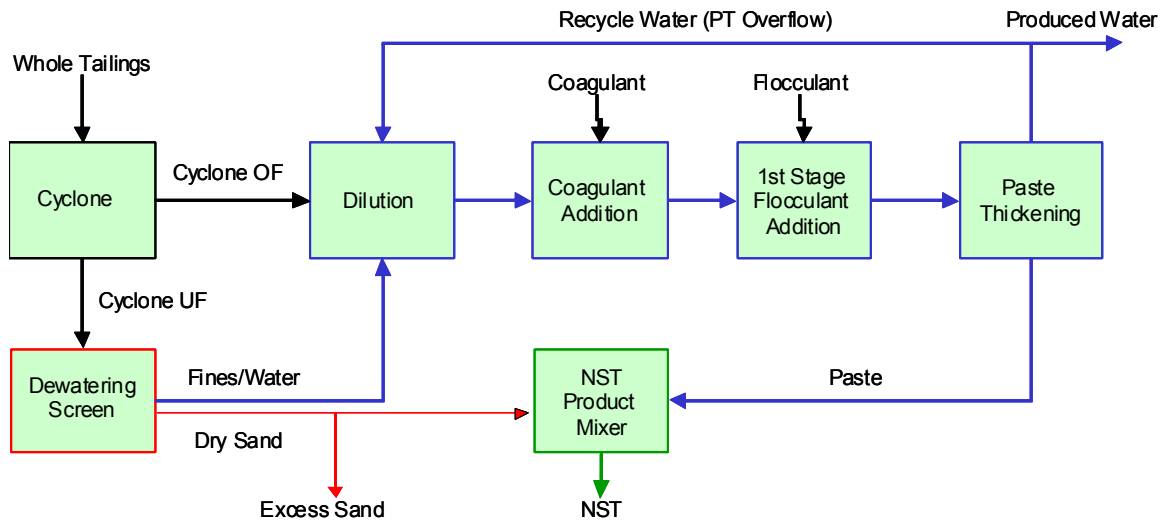 Recycle Water (PT Overflow)
Produced Water
Whole Tailings
Coagulant
Flocculant
Cyclone
Cyclone OF
Dilution
Coagulant
Addition
1st Stage
Flocculant
Addition
Paste
Thickening
Cyclone UF
Dewatering
Screen
Fines/Water
Dry Sand
NST
Product
Mixer
Paste
Excess Sand
NST